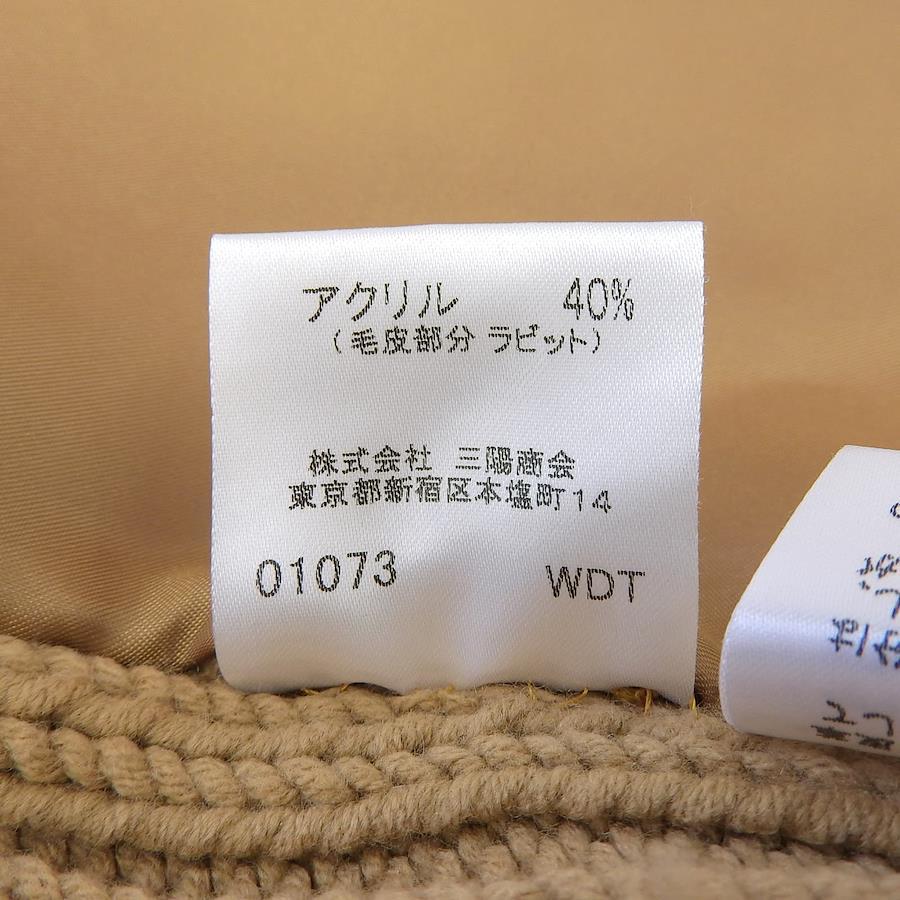 アクリル 40%
(毛皮部分 ラビット)
株式会社 三陽商会
東京都新宿区本塩町14
01073 WDT